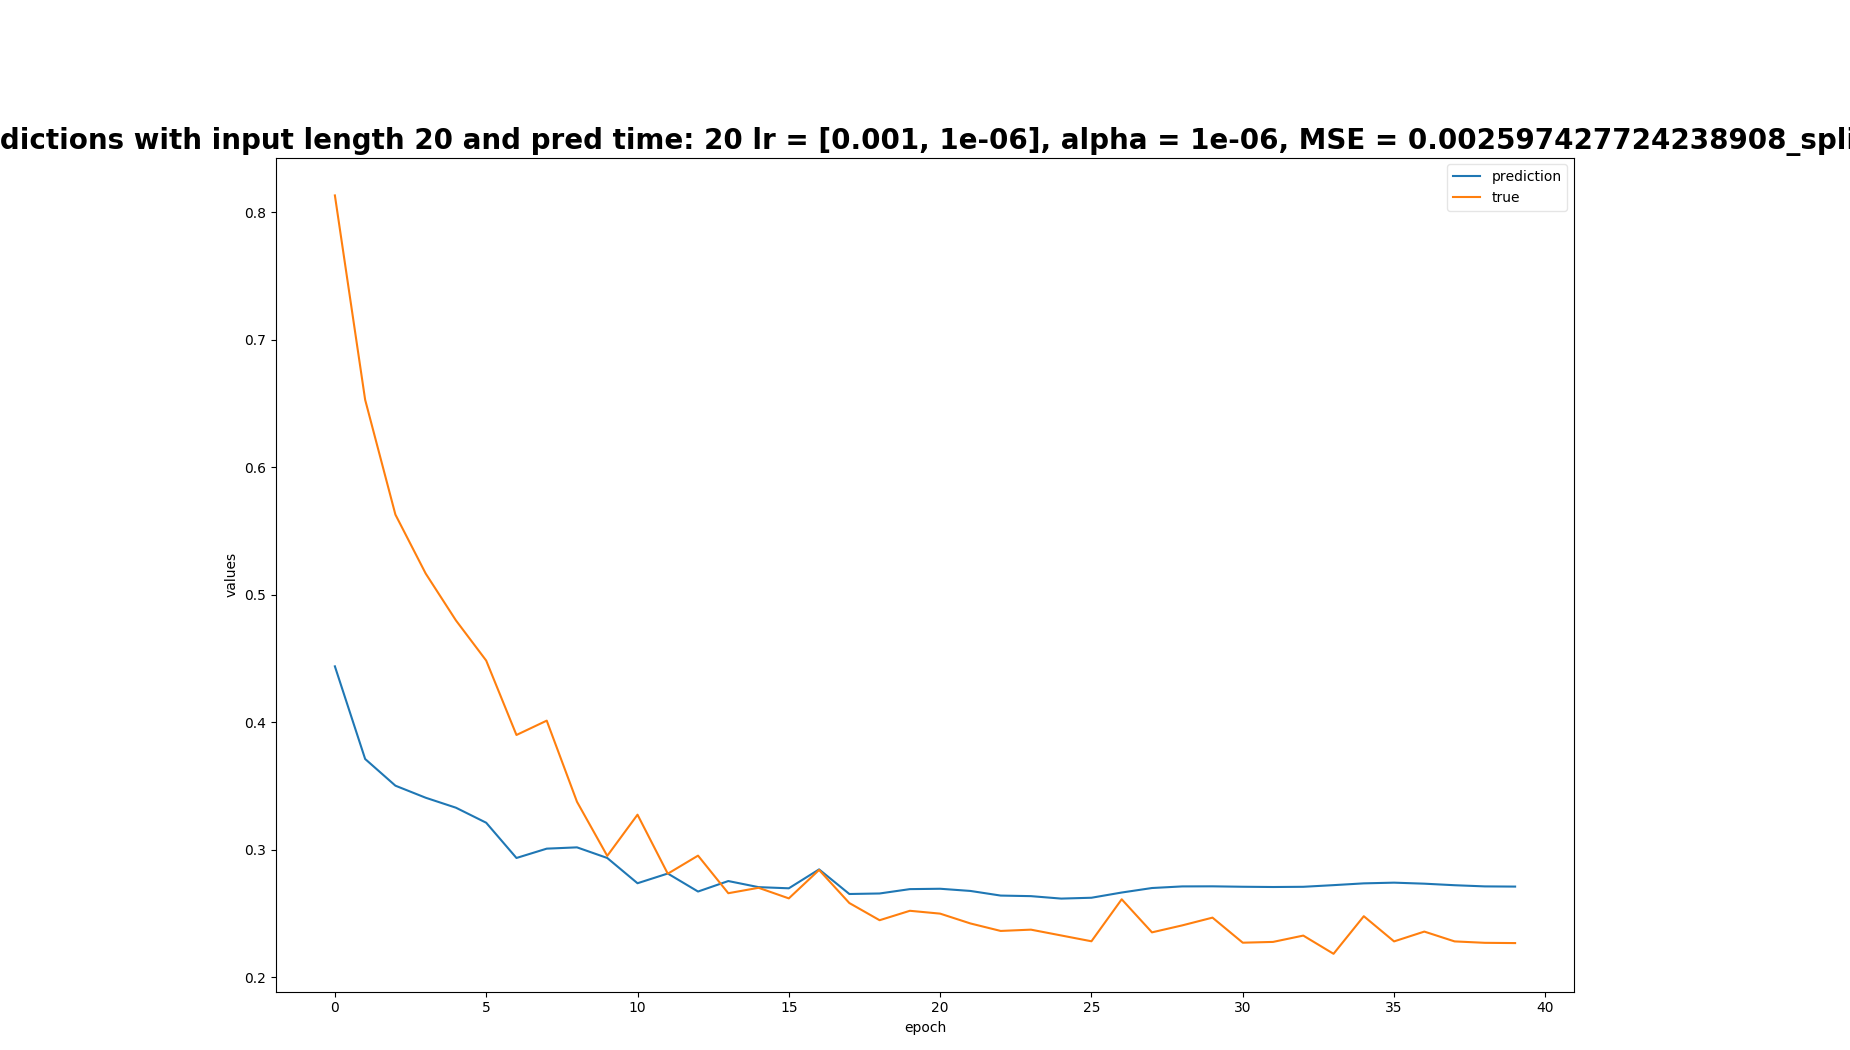 dictions with input length 20 and pred time: 20 lr = [0.001, 1e-06], alpha = 1e-06, MSE = 0.002597427724238908_spli
prediction
true
0.8
0.7
0.6
0.5
0.4
0.3
0.2
values
0 5 10 15 20 25 30 35 40
epoch